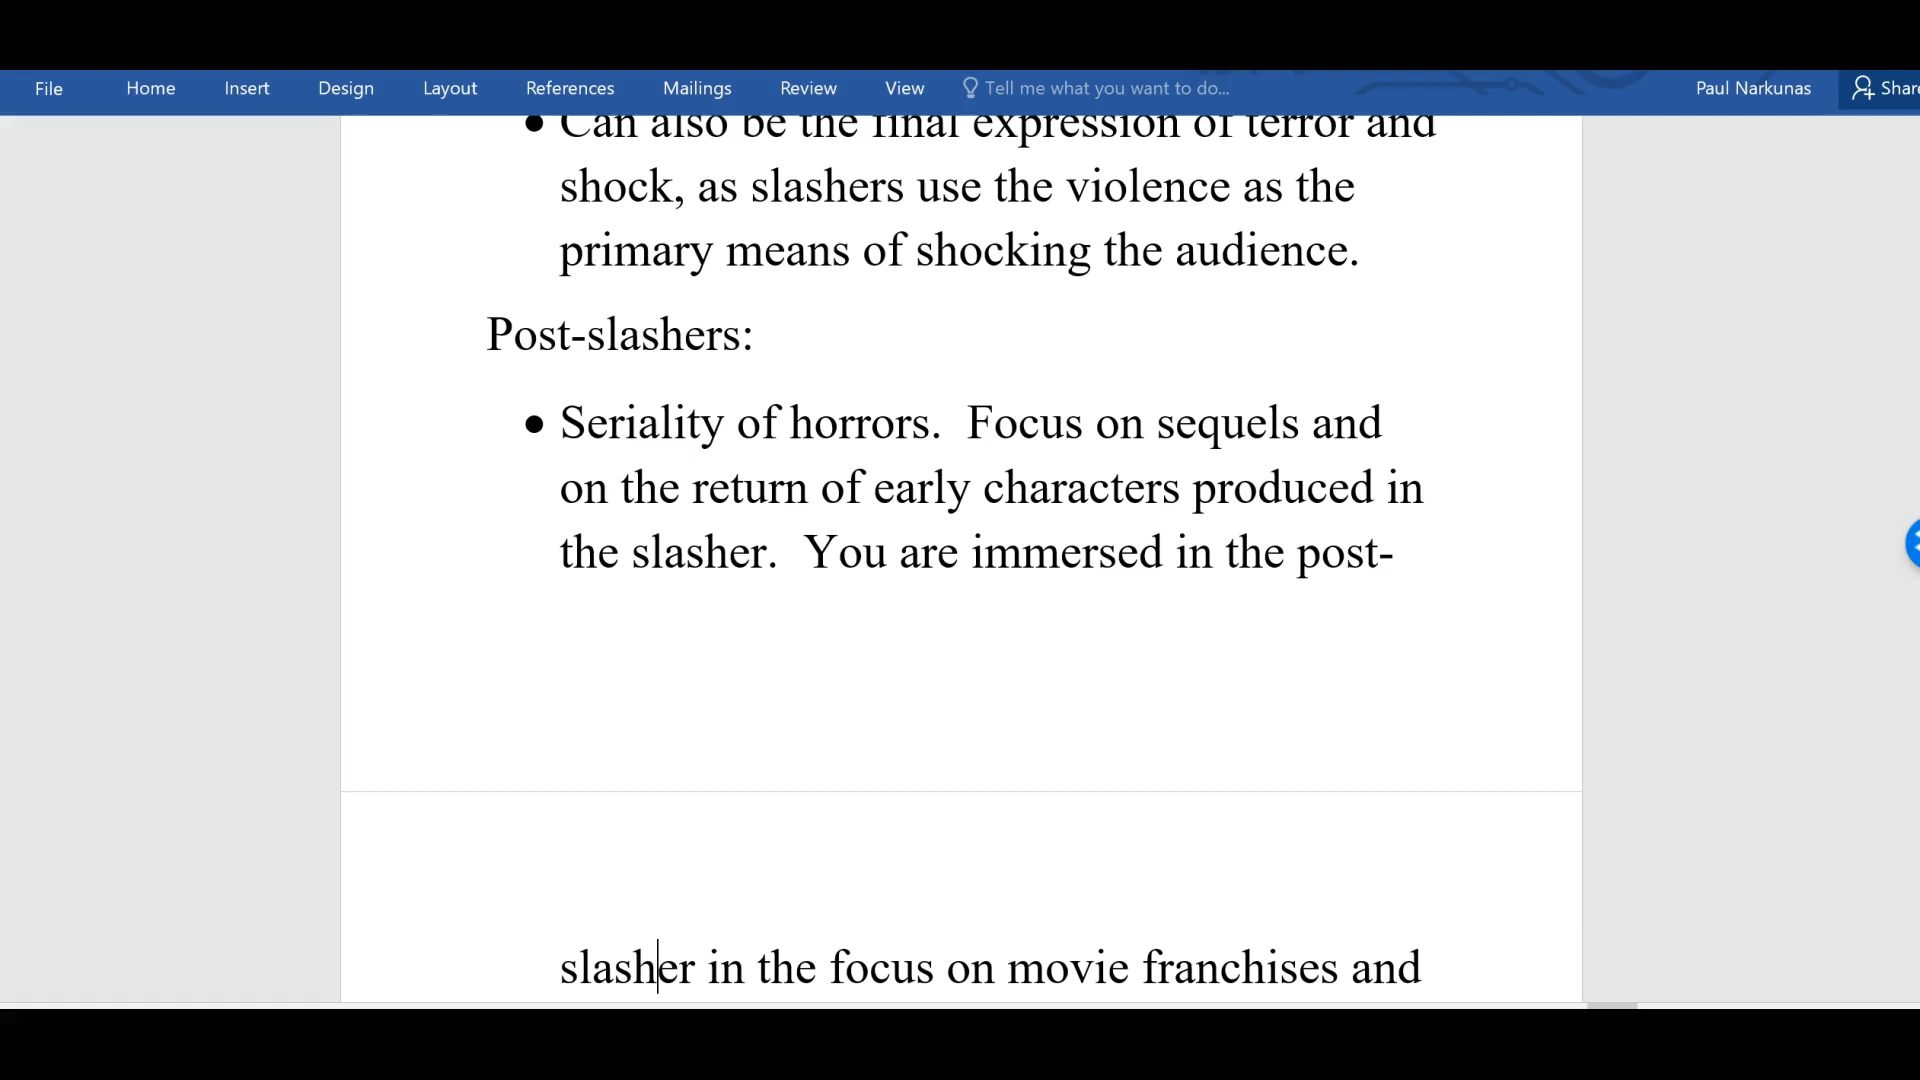 File Home Insert Design Layout References Mailings Review View Tell me what you want to do... Paul Narkunas Share
• Can also be the final expression of terror and
shock, as slashers use the violence as the
primary means of shocking the audience.
Post-slashers:
• Seriality of horrors.  Focus on sequels and
on the return of early characters produced in
the slasher.  You are immersed in the post-
slasher in the focus on movie franchises and